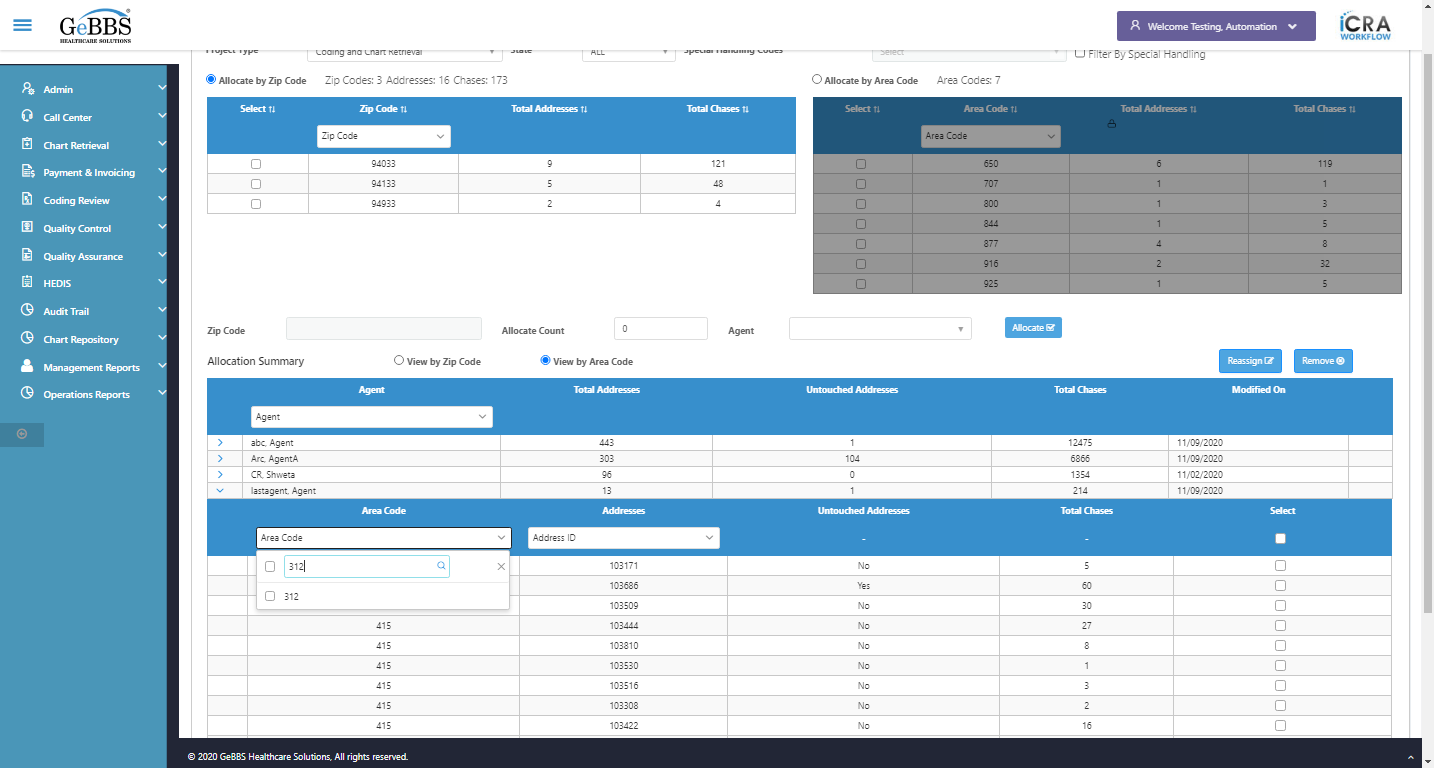 GeBBS
HEALTHCARE SOLUTIONS
Welcome Testing, Automation
iCRA
WORKFLOW
Project Type Coding and Chart Retrieval State ALL Special Handling Codes Select Filter By Special Handling
Admin
Call Center
Chart Retrieval
Payment & Invoicing
Coding Review
Quality Control
Quality Assurance
HEDIS
Audit Trail
Chart Repository
Management Reports
Operations Reports
Allocate by Zip Code Zip Codes: 3 Addresses: 16 Chases: 173
Select Zip Code Total Addresses Total Chases
Zip Code
94033 9 121
94133 5 48
94933 2 4
Allocate by Area Code Area Codes: 7
Select Area Code Total Addresses Total Chases
Area Code
650 6 119
707 1 1
800 1 3
844 1 5
877 4 8
916 2 32
925 1 5
Zip Code Allocate Count 0 Agent Allocate
Allocation Summary View by Zip Code View by Area Code Reassign Remove
Agent Total Addresses Untouched Addresses Total Chases Modified On
Agent
abc, Agent 443 1 12475 11/09/2020
Arc, AgentA 303 104 6866 11/09/2020
CR, Shweta 96 0 1354 11/02/2020
lastagent, Agent 13 1 214 11/09/2020
Area Code Addresses Untouched Addresses Total Chases Select
Area Code Address ID - -
312
312
103171 No 5
103686 Yes 60
103509 No 30
415 103444 No 27
415 103810 No 8
415 103530 No 1
415 103516 No 3
415 103308 No 2
415 103422 No 16
© 2020 GeBBS Healthcare Solutions, All rights reserved.